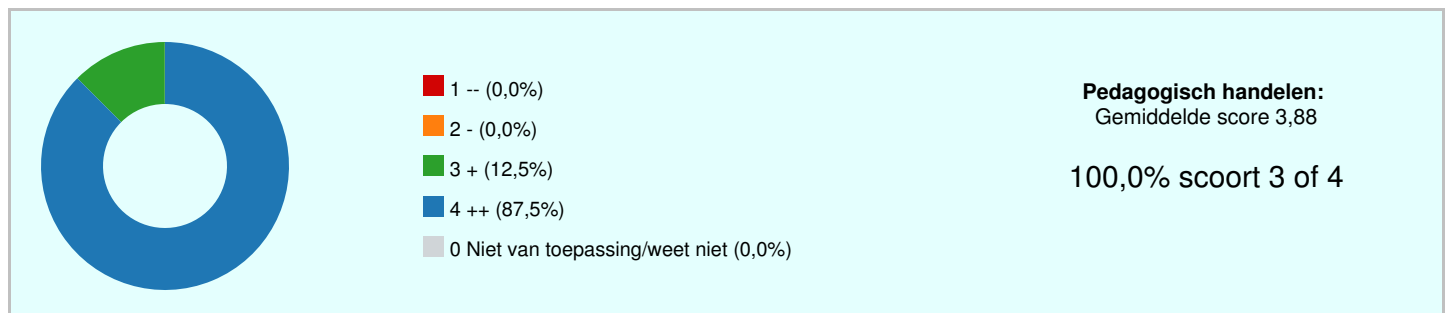 1 -- (0,0%)
2 - (0,0%)
3 + (12,5%)
4 ++ (87,5%)
0 Niet van toepassing/weet niet (0,0%)
Pedagogisch handelen:
Gemiddelde score 3,88
100,0% scoort 3 of 4